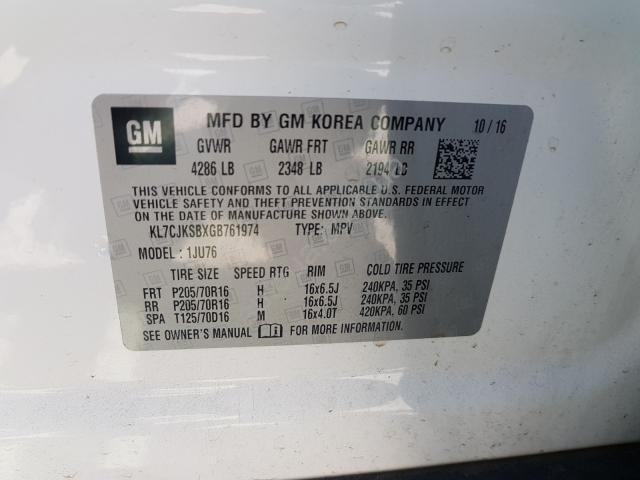 GM MFD BY GM KOREA COMPANY 10/16
GVWR GAWR FRT GAWR RR
4286 LB 2348 LB 2194 LB
THIS VEHICLE CONFORMS TO ALL APPLICABLE U.S. FEDERAL MOTOR
VEHICLE SAFETY AND THEFT PREVENTION STANDARDS IN EFFECT
ON THE DATE OF MANUFACTURE SHOWN ABOVE.
KL7CJKSBXGB761974 TYPE: MPV
MODEL : 1JU76
TIRE SIZE SPEED RTG RIM COLD TIRE PRESSURE
FRT P205/70R16 H 16x6.5J 240KPA, 35 PSI
RR P205/70R16 H 16x6.5J 240KPA, 35 PSI
SPA T125/70D16 M 16x4.0T 420KPA, 60 PSI
SEE OWNER'S MANUAL FOR MORE INFORMATION